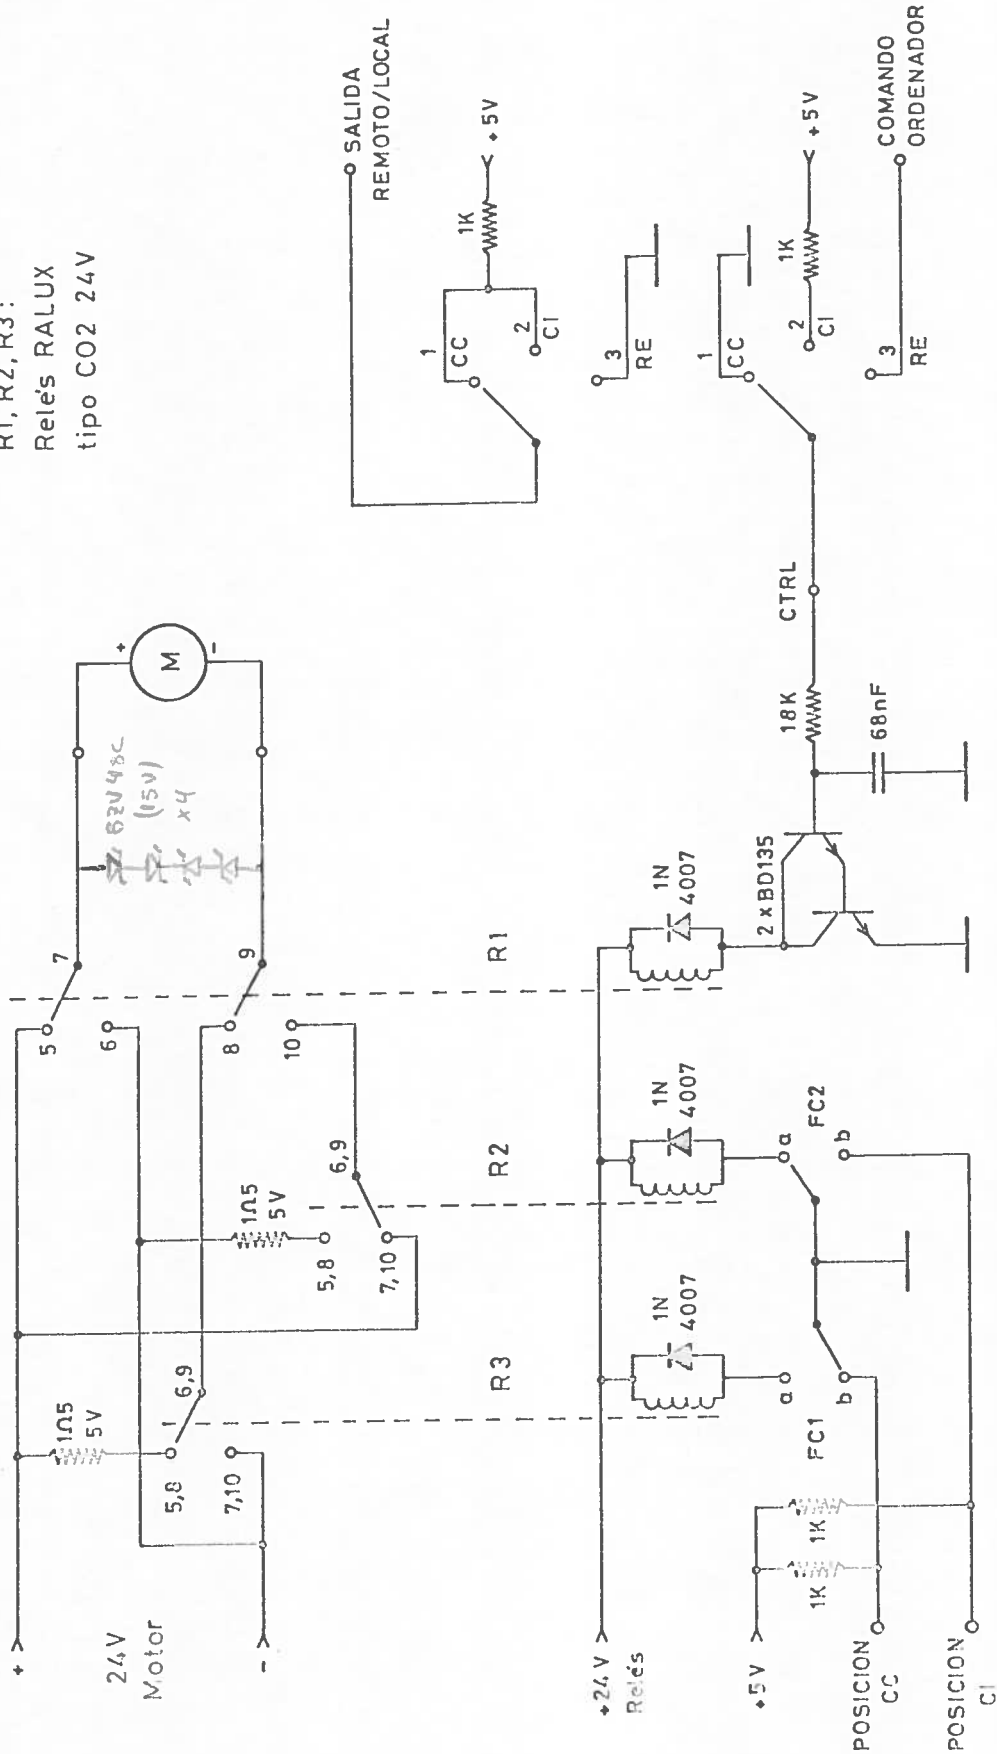 R1, R2, R3:
Relés RALUX
tipo CO2 24V
+
24V
Motor
-
1Ω5
5V
5,8
7,10
6,9
R3
1Ω5
5V
5,8
7,10
6,9
R2
5
6
7
8
10
9
R1
BZV48C
(15V)
x4
+
M
-
SALIDA
REMOTO/LOCAL
1K
+5V
1
CC
2
CI
3
RE
1
CC
1K
+5V
2
CI
3
RE
COMANDO
ORDENADOR
CTRL
18K
68nF
2xBD135
1N
4007
1N
4007
1N
4007
+24V
Relés
a
b
FC1
a
b
FC2
+5V
1K
1K
POSICION
CC
POSICION
CI